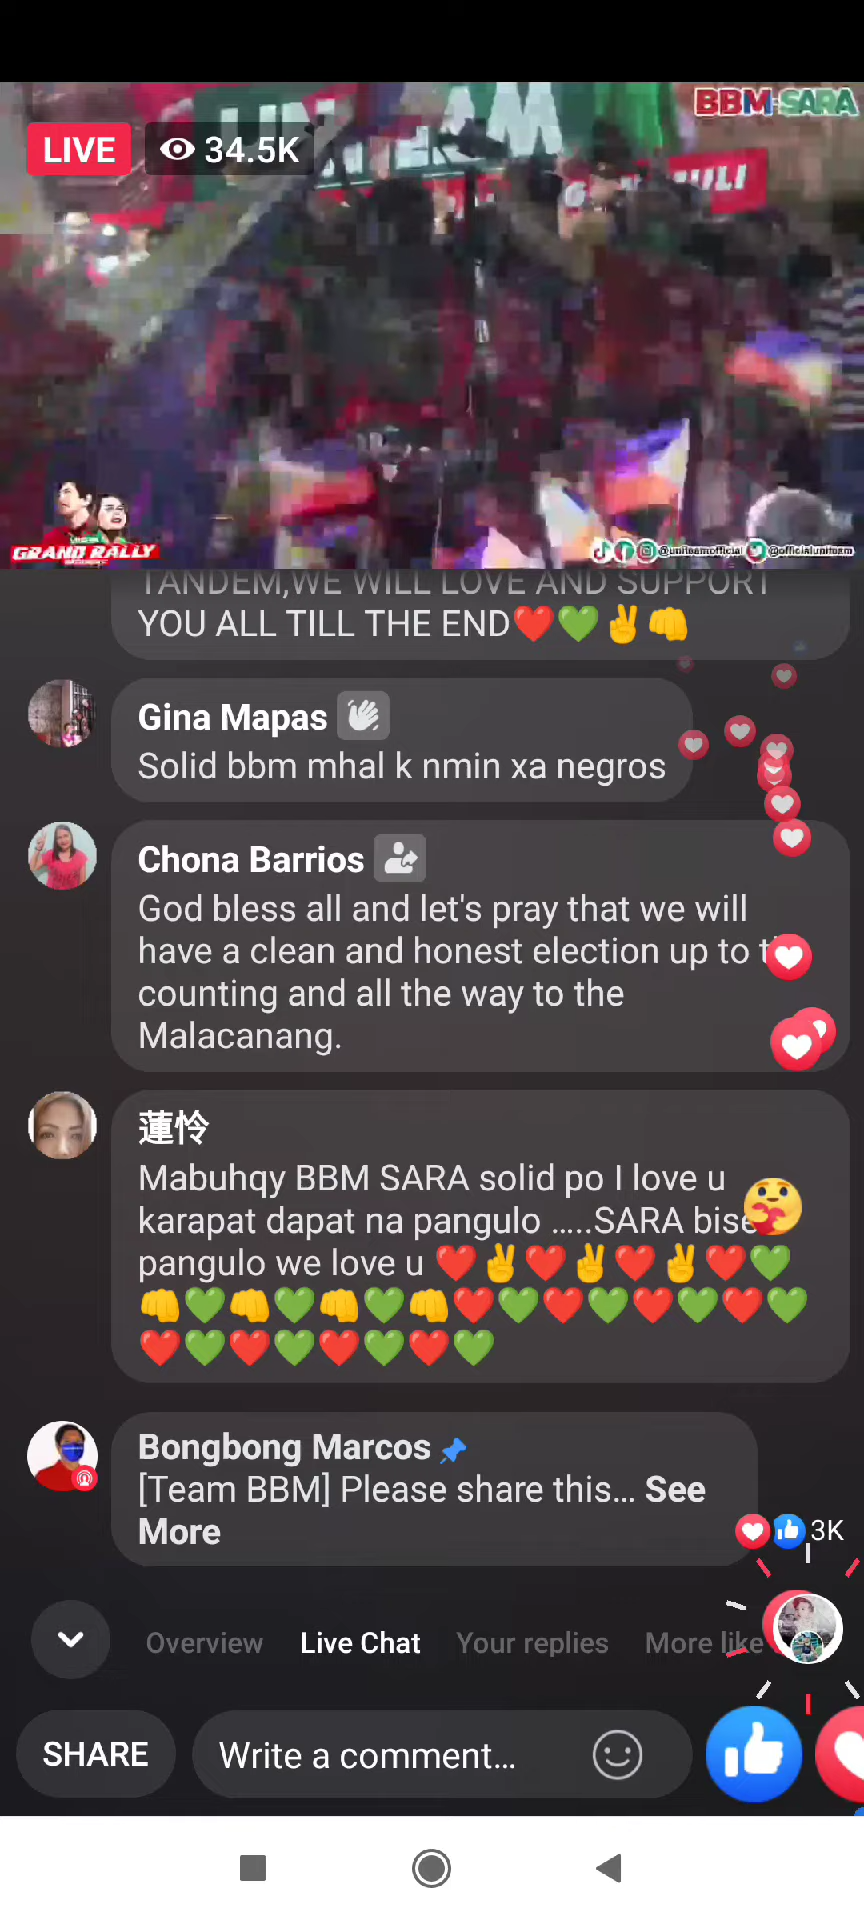 BBM SARA
LIVE 34.5K
GRAND RALLY
@uniteamofficial @officialuniteam
TANDEM,WE WILL LOVE AND SUPPORT
YOU ALL TILL THE END❤️💚✌️👊
Gina Mapas
Solid bbm mhal k nmin xa negros
Chona Barrios
God bless all and let's pray that we will
have a clean and honest election up to
counting and all the way to the
Malacanang.
蓮怜
Mabuhqy BBM SARA solid po I love u
karapat dapat na pangulo .....SARA bise
pangulo we love u ❤️✌️❤️✌️❤️✌️❤️💚
👊💚👊💚👊💚👊❤️💚❤️💚❤️💚❤️💚
❤️💚❤️💚❤️💚❤️💚
Bongbong Marcos
[Team BBM] Please share this... See
More
3K
Overview Live Chat Your replies More like
SHARE Write a comment...